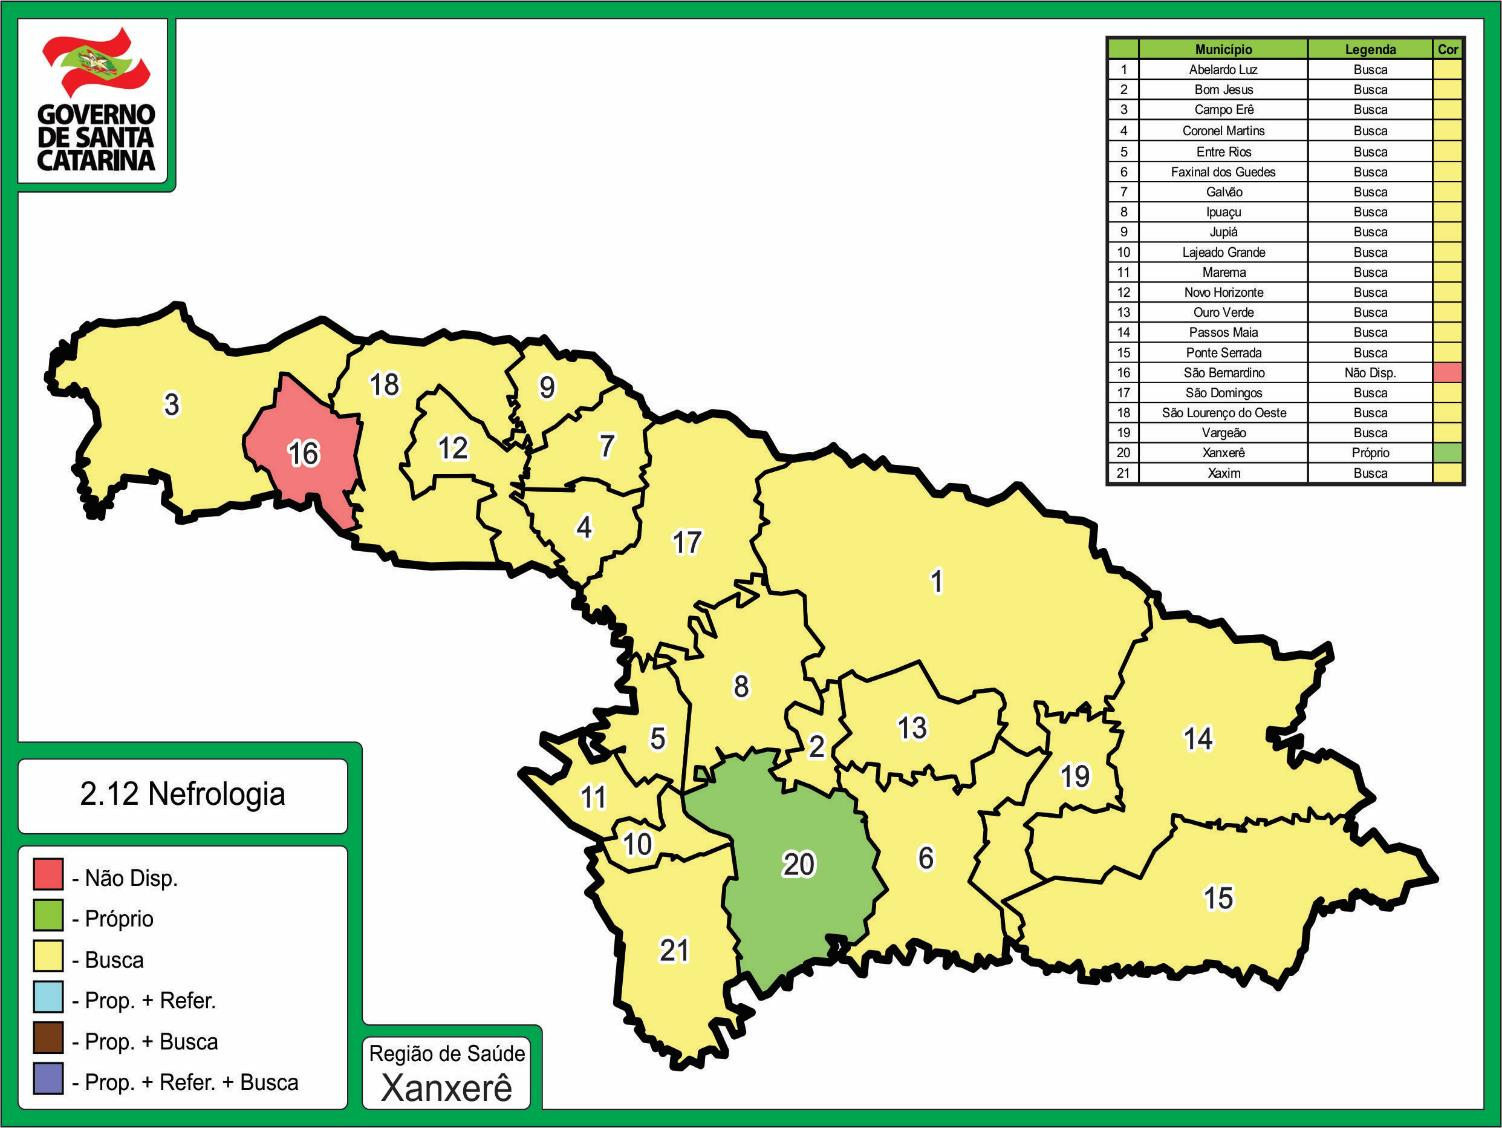 GOVERNO
DE SANTA
CATARINA
Município Legenda Cor
1 Abelardo Luz Busca
2 Bom Jesus Busca
3 Campo Erê Busca
4 Coronel Martins Busca
5 Entre Rios Busca
6 Faxinal dos Guedes Busca
7 Galvão Busca
8 Ipuaçu Busca
9 Jupiá Busca
10 Lajeado Grande Busca
11 Marema Busca
12 Novo Horizonte Busca
13 Ouro Verde Busca
14 Passos Maia Busca
15 Ponte Serrada Busca
16 São Bernardino Não Disp.
17 São Domingos Busca
18 São Lourenço do Oeste Busca
19 Vargeão Busca
20 Xanxerê Próprio
21 Xaxim Busca
3
16
18
12
9
7
4
17
1
8
5
2
13
19
14
11
10
20
6
15
21
2.12 Nefrologia
- Não Disp.
- Próprio
- Busca
- Prop. + Refer.
- Prop. + Busca
- Prop. + Refer. + Busca
Região de Saúde
Xanxerê